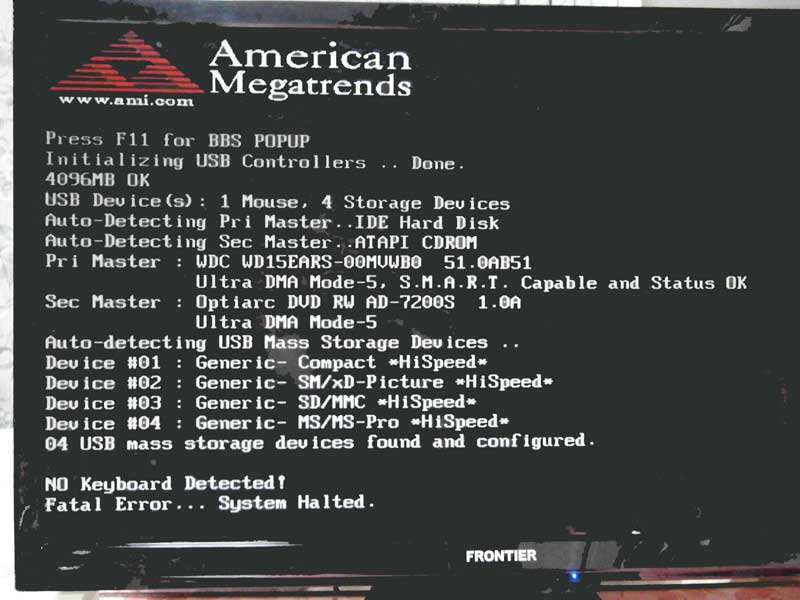 American
Megatrends
www.ami.com
Press F11 for BBS POPUP
Initializing USB Controllers .. Done.
4096MB OK
USB Device(s): 1 Mouse, 4 Storage Devices
Auto-Detecting Pri Master..IDE Hard Disk
Auto-Detecting Sec Master..ATAPI CDROM
Pri Master : WDC WD15EARS-00MVWB0 51.0AB51
Ultra DMA Mode-5, S.M.A.R.T. Capable and Status OK
Sec Master : Optiarc DVD RW AD-7200S 1.0A
Ultra DMA Mode-5
Auto-detecting USB Mass Storage Devices ..
Device #01 : Generic- Compact *HiSpeed*
Device #02 : Generic- SM/xD-Picture *HiSpeed*
Device #03 : Generic- SD/MMC *HiSpeed*
Device #04 : Generic- MS/MS-Pro *HiSpeed*
04 USB mass storage devices found and configured.
NO Keyboard Detected!
Fatal Error... System Halted.
FRONTIER